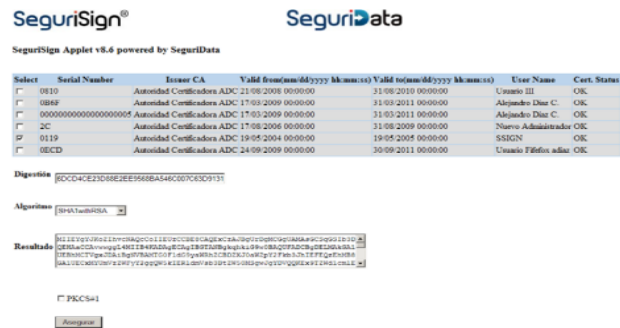 SeguriSign®
SeguriData
SeguriSign Applet v8.6 powered by SeguriData
Select Serial Number Issuer CA Valid from(mm/dd/yyyy hh:mm:ss) Valid to(mm/dd/yyyy hh:mm:ss) User Name Cert. Status
0810 Autoridad Certificadora ADC 21/08/2008 00:00:00 31/08/2010 00:00:00 Usuario III OK
0B6F Autoridad Certificadora ADC 17/03/2009 00:00:00 31/03/2011 00:00:00 Alejandro Diaz C. OK
Autoridad Certificadora ADC 17/03/2009 00:00:00 31/03/2011 00:00:00 Alejandro Diaz C. OK
2C Autoridad Certificadora ADC 17/08/2006 00:00:00 31/08/2009 00:00:00 Nuevo Administrador OK
0119 Autoridad Certificadora ADC 19/05/2004 00:00:00 19/05/2005 00:00:00 SSIGN OK
0ECD Autoridad Certificadora ADC 24/09/2009 00:00:00 30/09/2011 00:00:00 Usuario Fifefox adiaz OK
Digestión
Algoritmo SHA1withRSA
Resultado
PKCS#1
Asegurar